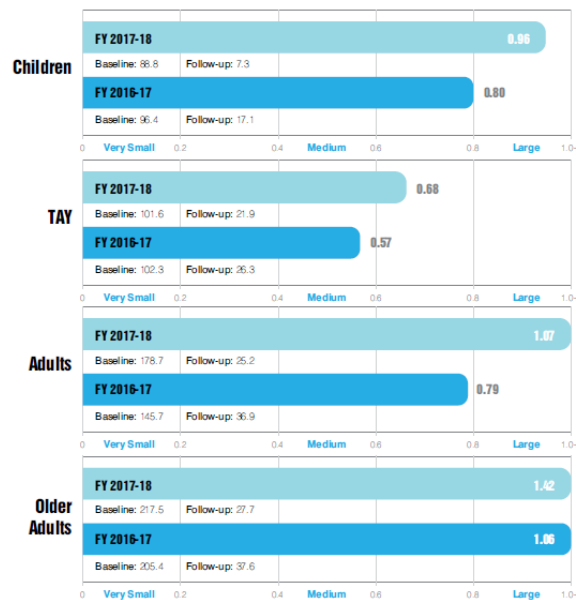 Children
FY 2017-18 0.96
Baseline: 88.8 Follow-up: 7.3
FY 2016-17 0.80
Baseline: 96.4 Follow-up: 17.1
0 Very Small 0.2 0.4 Medium 0.6 0.8 Large 1.0-
TAY
FY 2017-18 0.68
Baseline: 101.6 Follow-up: 21.9
FY 2016-17 0.57
Baseline: 102.3 Follow-up: 26.3
0 Very Small 0.2 0.4 Medium 0.6 0.8 Large 1.0-
Adults
FY 2017-18 1.07
Baseline: 178.7 Follow-up: 25.2
FY 2016-17 0.79
Baseline: 145.7 Follow-up: 36.9
0 Very Small 0.2 0.4 Medium 0.6 0.8 Large 1.0-
Older
Adults
FY 2017-18 1.42
Baseline: 217.5 Follow-up: 27.7
FY 2016-17 1.06
Baseline: 205.4 Follow-up: 37.6
0 Very Small 0.2 0.4 Medium 0.6 0.8 Large 1.0-